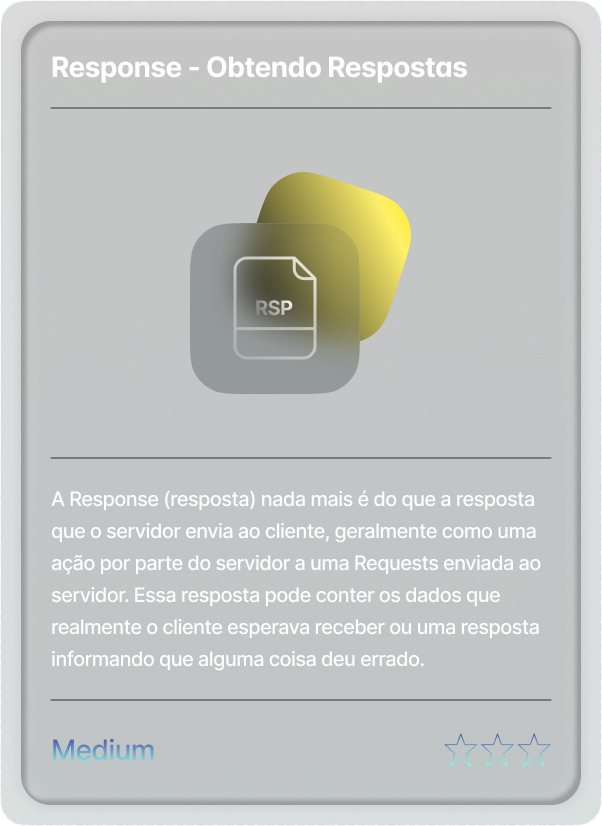 Response - Obtendo Respostas
RSP
A Response (resposta) nada mais é do que a resposta
que o servidor envia ao cliente, geralmente como uma
ação por parte do servidor a uma Requests enviada ao
servidor. Essa resposta pode conter os dados que
realmente o cliente esperava receber ou uma resposta
informando que alguma coisa deu errado.
Medium